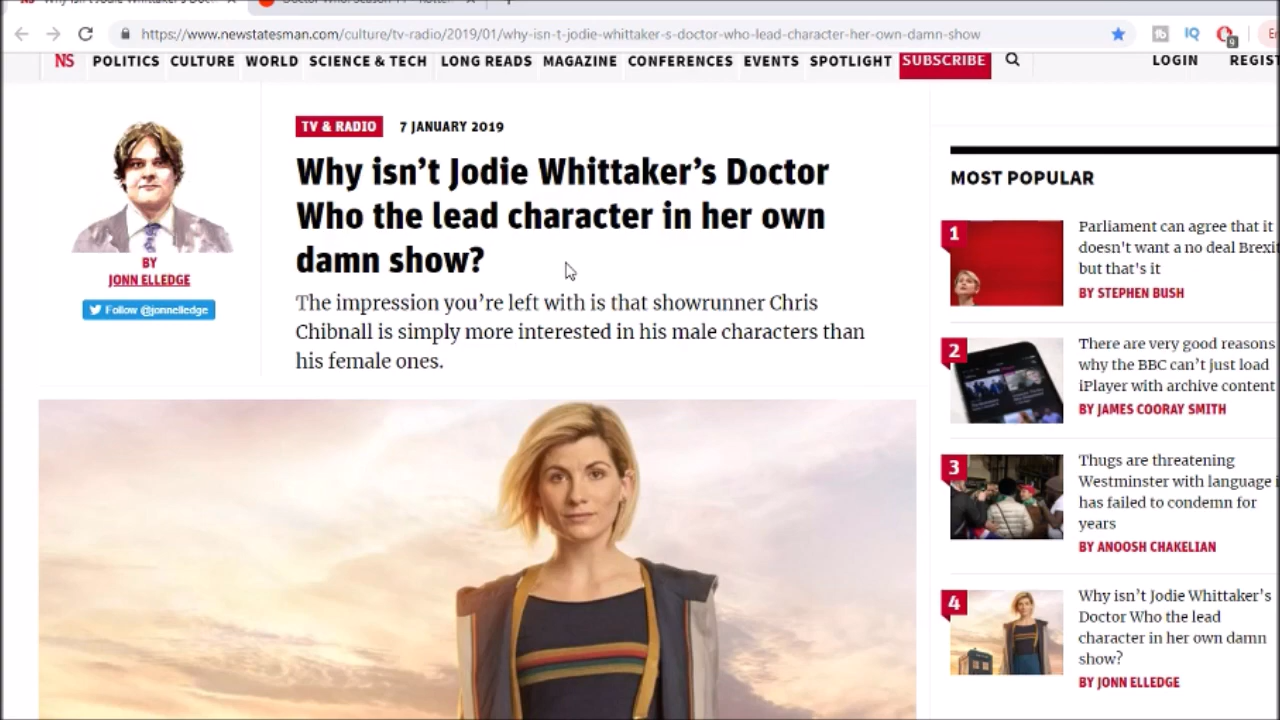 https://www.newstatesman.com/culture/tv-radio/2019/01/why-isn-t-jodie-whittaker-s-doctor-who-lead-character-her-own-damn-show
IQ
NS POLITICS CULTURE WORLD SCIENCE & TECH LONG READS MAGAZINE CONFERENCES EVENTS SPOTLIGHT SUBSCRIBE LOGIN REGIST
BY
JONN ELLEDGE
Follow @jonnelledge
TV & RADIO 7 JANUARY 2019
Why isn't Jodie Whittaker's Doctor
Who the lead character in her own
damn show?
The impression you're left with is that showrunner Chris
Chibnall is simply more interested in his male characters than
his female ones.
MOST POPULAR
1
Parliament can agree that it
doesn't want a no deal Brexi
but that's it
BY STEPHEN BUSH
2
There are very good reasons
why the BBC can't just load
iPlayer with archive content
BY JAMES COORAY SMITH
3
Thugs are threatening
Westminster with language i
has failed to condemn for
years
BY ANOOSH CHAKELIAN
4
Why isn't Jodie Whittaker's
Doctor Who the lead
character in her own damn
show?
BY JONN ELLEDGE